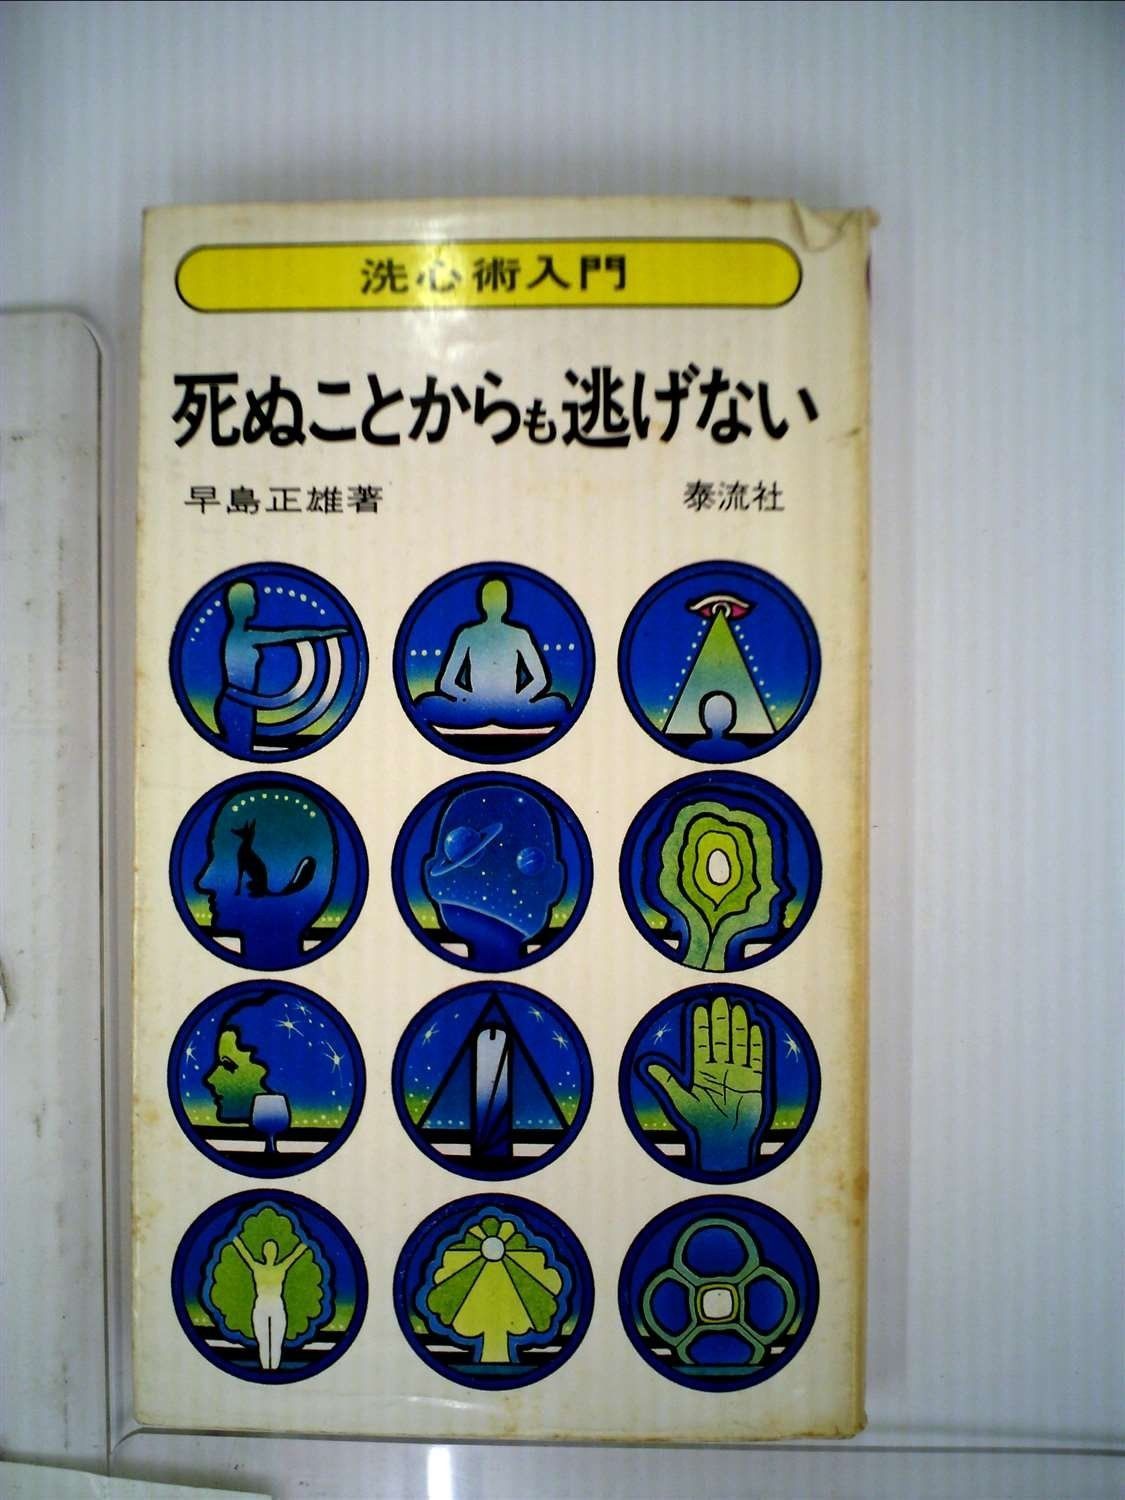 洗心術入門
死ぬことからも逃げない
早島正雄著 泰流社